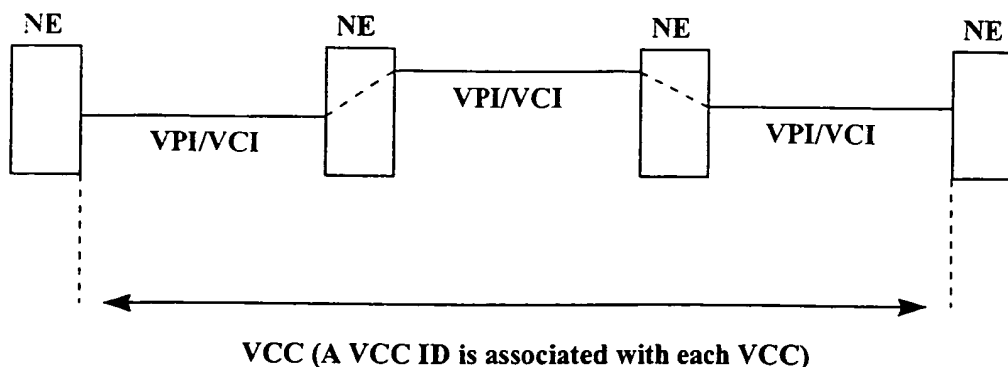 NE
NE
NE
NE
VPI/VCI
VPI/VCI
VPI/VCI
VCC (A VCC ID is associated with each VCC)